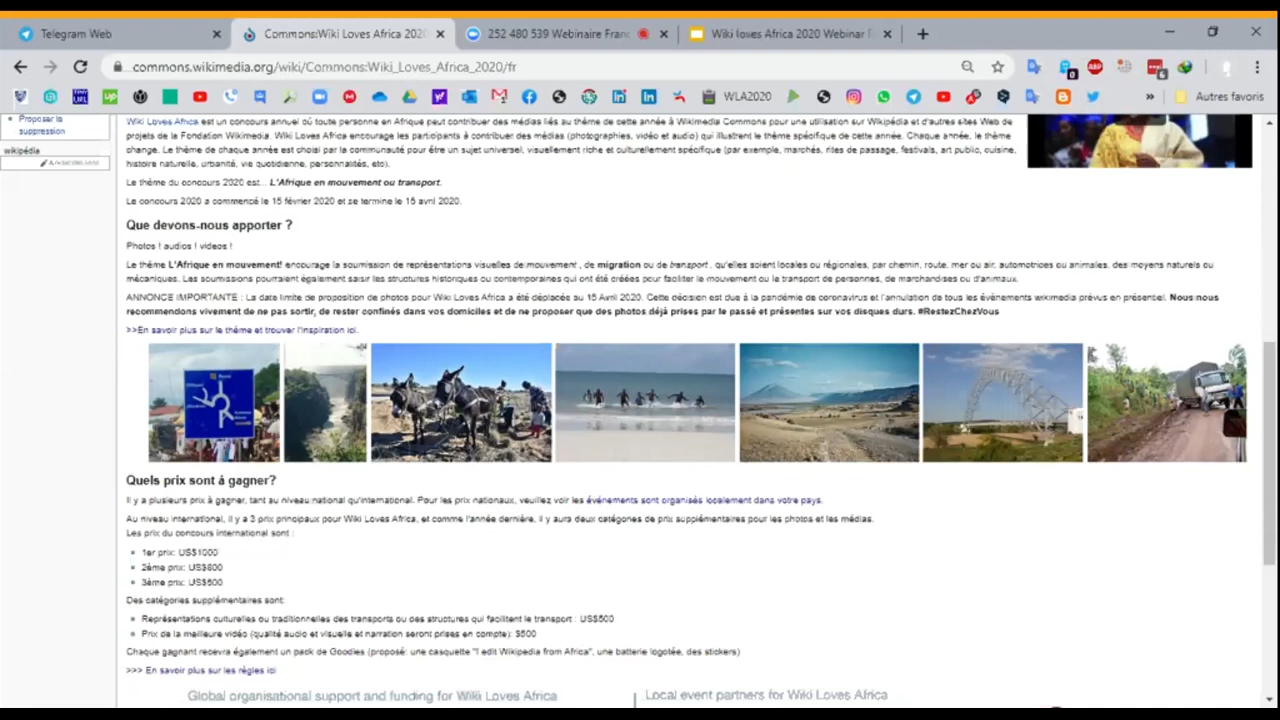 Telegram Web
Commons:Wiki Loves Africa 2020
252 480 539 Webinaire Franc
Wiki loves Africa 2020 Webinar F
commons.wikimedia.org/wiki/Commons:Wiki_Loves_Africa_2020/fr
WLA2020
Autres favoris
Proposer la
suppression
wikipédia
Wiki Loves Africa est un concours annuel où toute personne en Afrique peut contribuer des médias liés au thème de cette année à Wikimedia Commons pour une utilisation sur Wikipédia et d'autres sites Web de
projets de la Fondation Wikimedia. Wiki Loves Africa encourage les participants à contribuer des médias (photographies, vidéo et audio) qui illustrent le thème spécifique de cette année. Chaque année, le thème
change. Le thème de chaque année est choisi par la communauté pour être un sujet universel, visuellement riche et culturellement spécifique (par exemple, marchés, rites de passage, festivals, art public, cuisine,
histoire naturelle, urbanité, vie quotidienne, personnalités, etc).
Le thème du concours 2020 est... L'Afrique en mouvement ou transport.
Le concours 2020 a commencé le 15 février 2020 et se termine le 15 avril 2020.
Que devons-nous apporter ?
Photos ! audios ! videos !
Le thème L'Afrique en mouvement! encourage la soumission de représentations visuelles de mouvement , de migration ou de transport , qu'elles soient locales ou régionales, par chemin, route, mer ou air, automotrices ou animales, des moyens naturels ou
mécaniques. Les soumissions pourraient également saisir les structures historiques ou contemporaines qui ont été créées pour faciliter le mouvement ou le transport de personnes, de marchandises ou d'animaux.
ANNONCE IMPORTANTE : La date limite de proposition de photos pour Wiki Loves Africa a été déplacée au 15 Avril 2020. Cette décision est due à la pandémie de coronavirus et l'annulation de tous les évènements wikimedia prévus en présentiel. Nous nous
recommendons vivement de ne pas sortir, de rester confinés dans vos domiciles et de ne proposer que des photos déjà prises par le passé et présentes sur vos disques durs. #RestezChezVous
>>En savoir plus sur le thème et trouver l'inspiration ici.
Quels prix sont à gagner?
Il y a plusieurs prix à gagner, tant au niveau national qu'international. Pour les prix nationaux, veuillez voir les événements sont organisés localement dans votre pays.
Au niveau international, il y a 3 prix principaux pour Wiki Loves Africa, et comme l'année dernière, il y aura deux catégories de prix supplémentaires pour les photos et les médias.
Les prix du concours international sont :
1er prix: US$1000
2ème prix: US$800
3ème prix: US$500
Des catégories supplémentaires sont:
Représentations culturelles ou traditionnelles des transports ou des structures qui facilitent le transport : US$500
Prix de la meilleure vidéo (qualité audio et visuelle et narration seront prises en compte): $500
Chaque gagnant recevra également un pack de Goodies (proposé: une casquette "I edit Wikipedia from Africa", une batterie logotée, des stickers)
>>> En savoir plus sur les règles ici
Global organisational support and funding for Wiki Loves Africa
Local event partners for Wiki Loves Africa